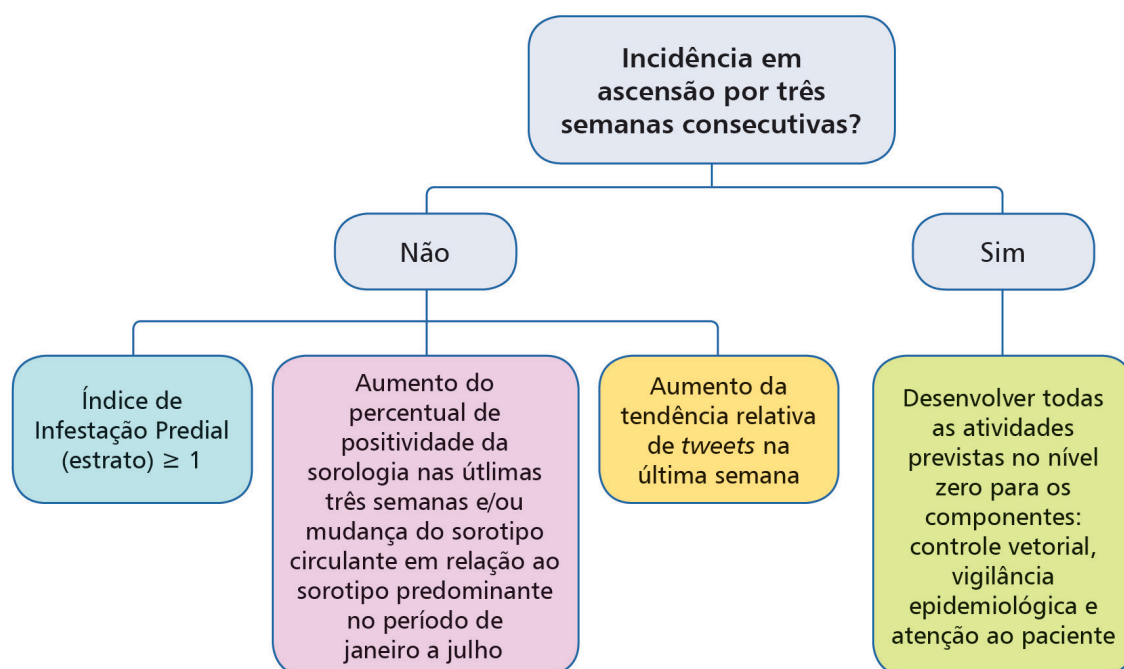 Incidência em
ascensão por três
semanas consecutivas?
Não
Sim
Índice de
Infestação Predial
(estrato) ≥ 1
Aumento do
percentual de
positividade da
sorologia nas útlimas
três semanas e/ou
mudança do sorotipo
circulante em relação ao
sorotipo predominante
no período de
janeiro a julho
Aumento da
tendência relativa
de tweets na
última semana
Desenvolver todas
as atividades
previstas no nível
zero para os
componentes:
controle vetorial,
vigilância
epidemiológica e
atenção ao paciente